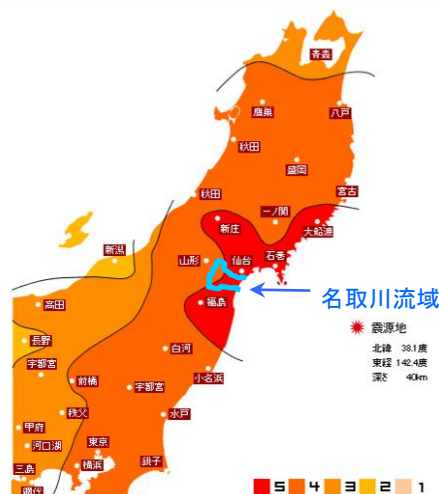 青森
鷹巣
八戸
秋田
盛岡
秋田
宮古
一ノ関
新庄
大船渡
新潟
山形
仙台
石巻
名取川流域
福島
高田
震源地
白河
北緯 38.1度
長野
東経 142.4度
宇都宮
小名浜
深さ 40km
前橋
宇都宮
秩父
水戸
甲府
河口湖
東京
三島
横浜
銚子
網代
5 4 3 2 1